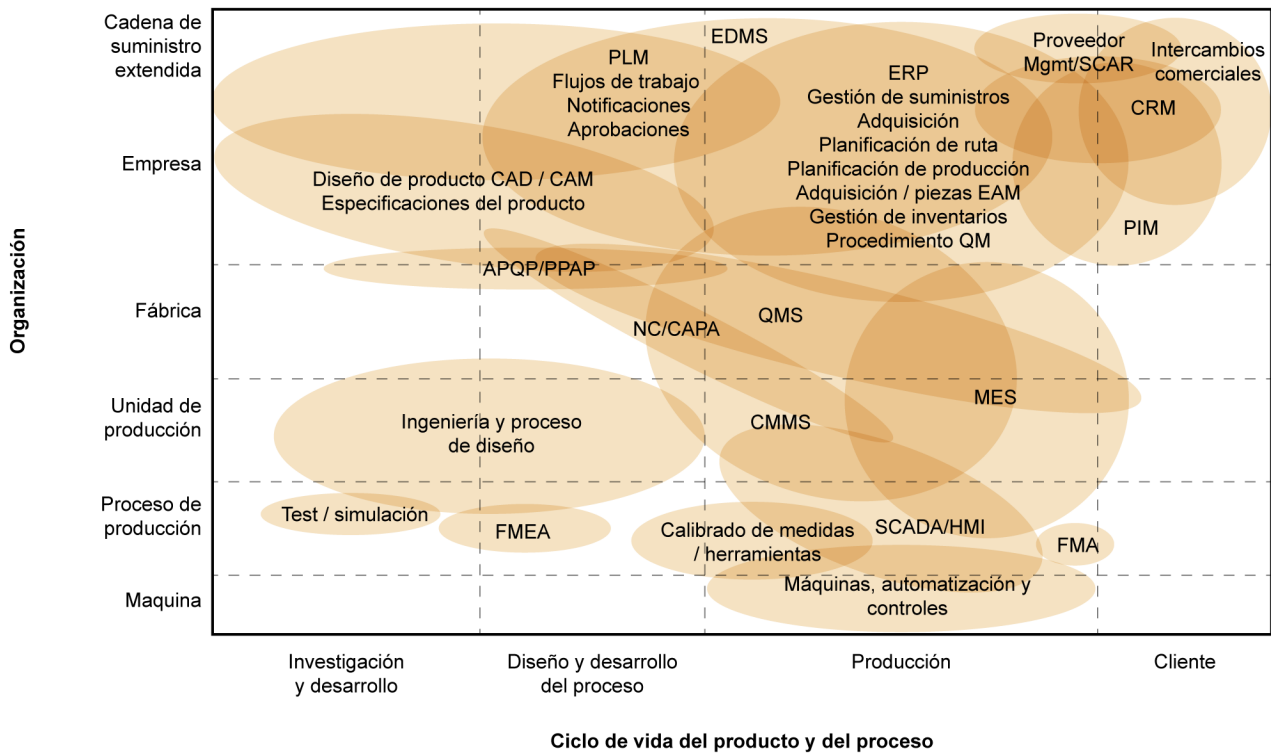 Organización
Cadena de
suministro
extendida
Empresa
Fábrica
Unidad de
producción
Proceso de
producción
Maquina
EDMS
PLM
Flujos de trabajo
Notificaciones
Aprobaciones
ERP
Gestión de suministros
Adquisición
Planificación de ruta
Planificación de producción
Adquisición / piezas EAM
Gestión de inventarios
Procedimiento QM
Proveedor
Mgmt/SCAR
Intercambios
comerciales
CRM
PIM
Diseño de producto CAD / CAM
Especificaciones del producto
APQP/PPAP
NC/CAPA
QMS
MES
CMMS
Ingeniería y proceso
de diseño
Test / simulación
FMEA
Calibrado de medidas
/ herramientas
SCADA/HMI
FMA
Máquinas, automatización y
controles
Investigación
y desarrollo
Diseño y desarrollo
del proceso
Producción
Cliente
Ciclo de vida del producto y del proceso